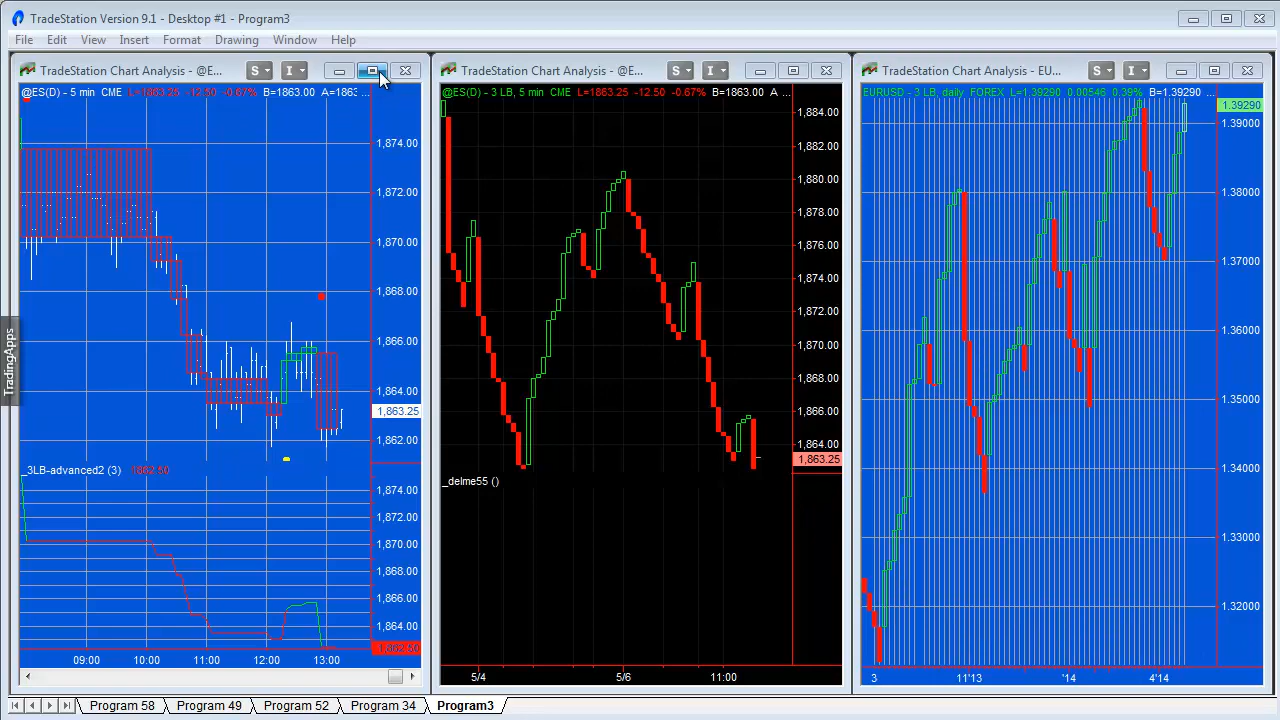 TradeStation Version 9.1 - Desktop #1 - Program3
File Edit View Insert Format Drawing Window Help
TradeStation Chart Analysis - @E... S I
@ES(D) - 5 min CME L=1863.25 -12.50 -0.67% B=1863.00 A=1863 ...
1,874.00
1,872.00
1,870.00
1,868.00
1,866.00
1,864.00
1,863.25
1,862.00
_3LB-advanced2 (3) 1862.50
1,874.00
1,872.00
1,870.00
1,868.00
1,866.00
1,864.00
1,862.50
09:00 10:00 11:00 12:00 13:00
TradingApps
TradeStation Chart Analysis - @E... S I
@ES(D) - 3 LB, 5 min CME L=1863.25 -12.50 -0.67% B=1863.00 A ...
1,884.00
1,882.00
1,880.00
1,878.00
1,876.00
1,874.00
1,872.00
1,870.00
1,868.00
1,866.00
1,864.00
1,863.25
_delme55 ()
5/4 5/6 11:00
TradeStation Chart Analysis - EU... S I
EURUSD - 3 LB, daily FOREX L=1.39290 0.00546 0.39% B=1.39290 ...
1.39290
1.39000
1.38000
1.37000
1.36000
1.35000
1.34000
1.33000
1.32000
3 11'13 '14 4'14
Program 58 Program 49 Program 52 Program 34 Program3